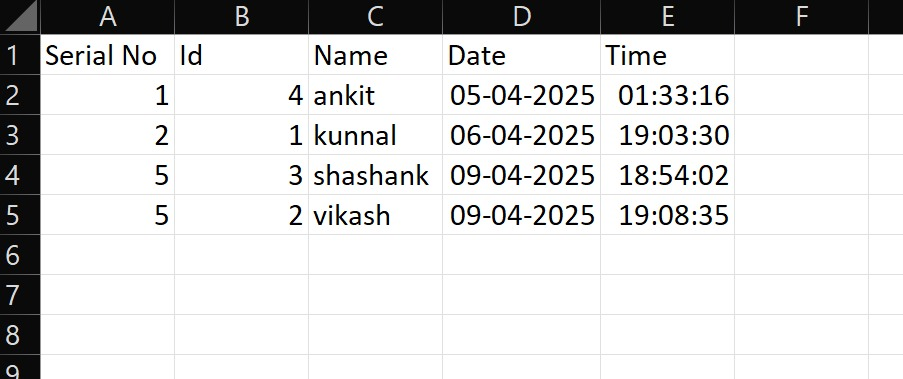 A B C D E F
1 Serial No Id Name Date Time
2 1 4 ankit 05-04-2025 01:33:16
3 2 1 kunnal 06-04-2025 19:03:30
4 5 3 shashank 09-04-2025 18:54:02
5 5 2 vikash 09-04-2025 19:08:35
6
7
8
9